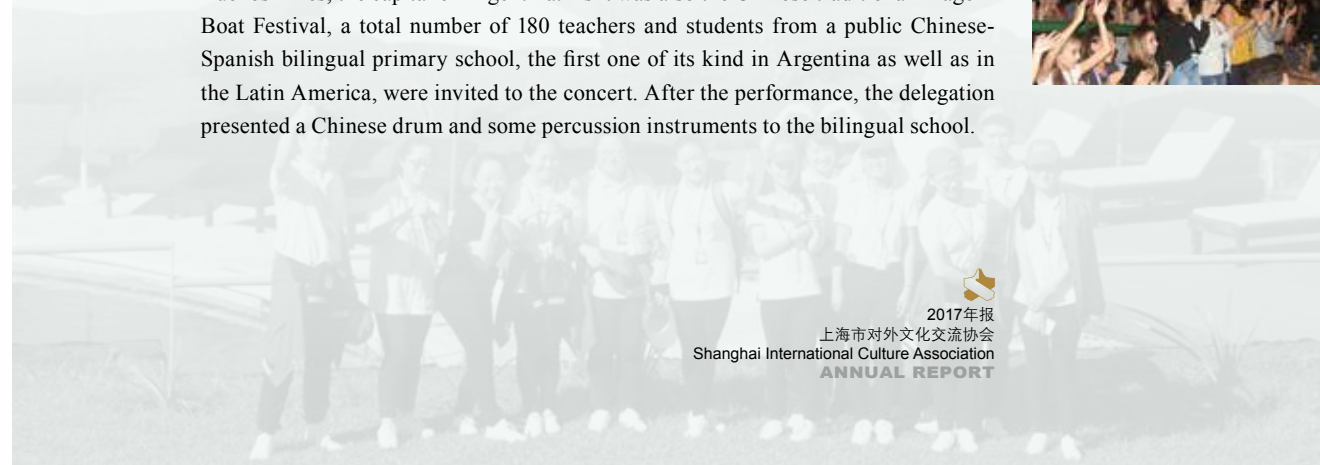 Boat Festival, a total number of 180 teachers and students from a public Chinese-
Spanish bilingual primary school, the first one of its kind in Argentina as well as in
the Latin America, were invited to the concert. After the performance, the delegation
presented a Chinese drum and some percussion instruments to the bilingual school.
2017年报
上海市对外文化交流协会
Shanghai International Culture Association
ANNUAL REPORT